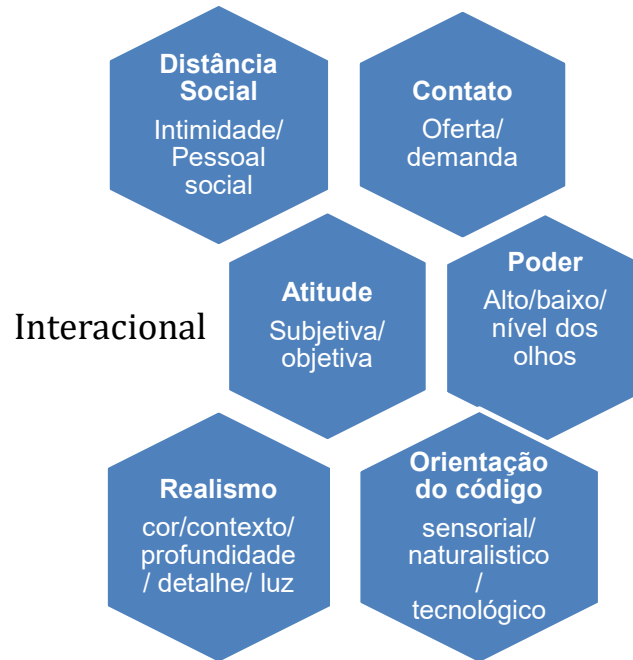 Distância
Social
Intimidade/
Pessoal
social
Contato
Oferta/
demanda
Interacional
Atitude
Subjetiva/
objetiva
Poder
Alto/baixo/
nível dos
olhos
Realismo
cor/contexto/
profundidade
/ detalhe/ luz
Orientação
do código
sensorial/
naturalistico
/
tecnológico